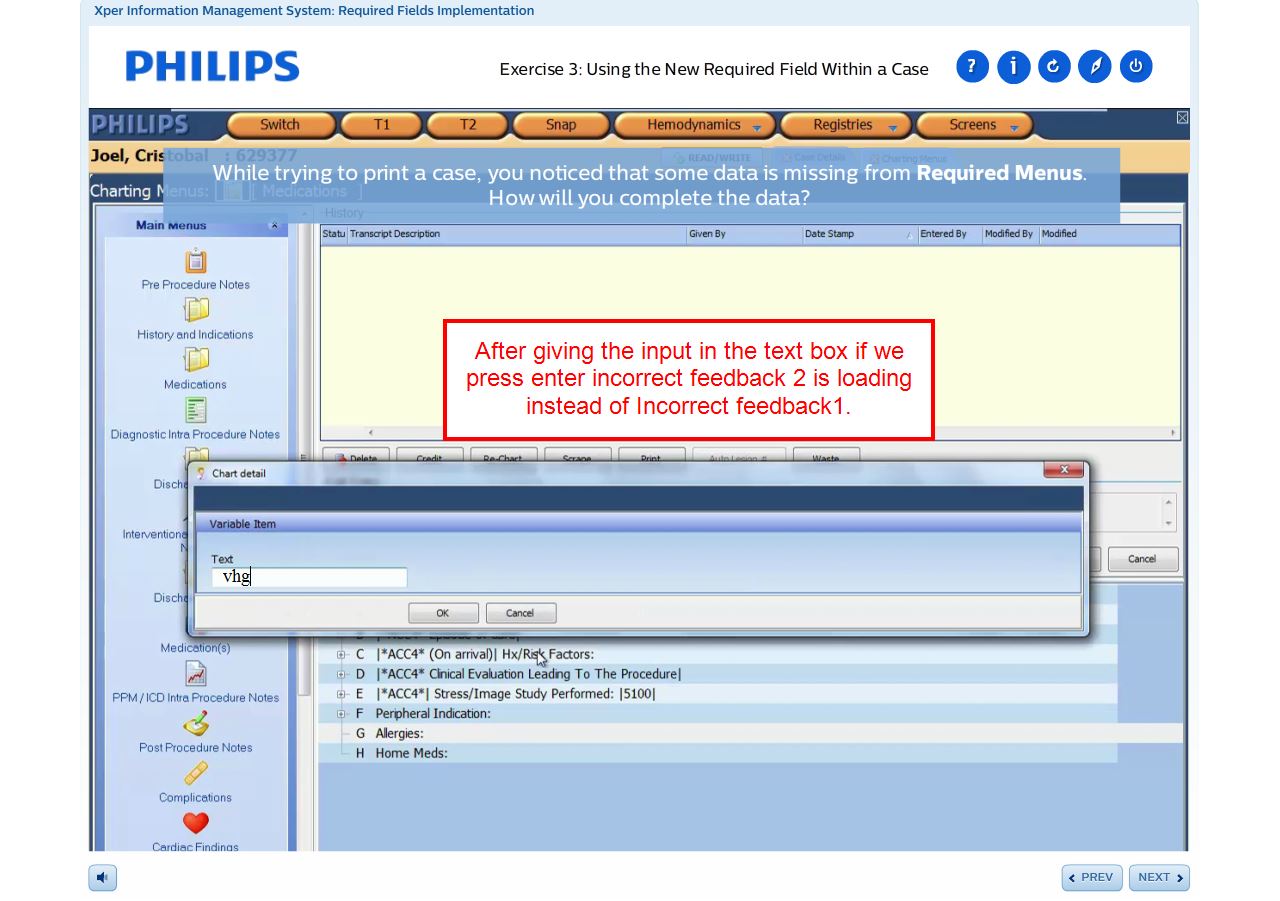 Xper Information Management System: Required Fields Implementation
PHILIPS
Exercise 3: Using the New Required Field Within a Case
? i
PHILIPS Switch T1 T2 Snap Hemodynamics Registries Screens
Joel, Cristobal : 629377 READ/WRITE Case Details Charting Menus
While trying to print a case, you noticed that some data is missing from Required Menus.
How will you complete the data?
Charting Menus: [ ] [ Medications ]
History
Main Menus
Statu Transcript Description Given By Date Stamp Entered By Modified By Modified
Pre Procedure Notes
History and Indications
Medications
Diagnostic Intra Procedure Notes
After giving the input in the text box if we
press enter incorrect feedback 2 is loading
instead of Incorrect feedback1.
Delete Credit Re-Chart Scrape Print Auto Lesion # Waste
Chart detail
Disch
Variable Item
Interventiona
N
Text
vhg
Cancel
Disch
OK Cancel
Medication(s)
C |*ACC4* (On arrival)| Hx/Risk Factors:
D |*ACC4* Clinical Evaluation Leading To The Procedure|
E |*ACC4*| Stress/Image Study Performed: |5100|
PPM / ICD Intra Procedure Notes
F Peripheral Indication:
G Allergies:
Post Procedure Notes
H Home Meds:
Complications
Cardiac Findings
PREV NEXT